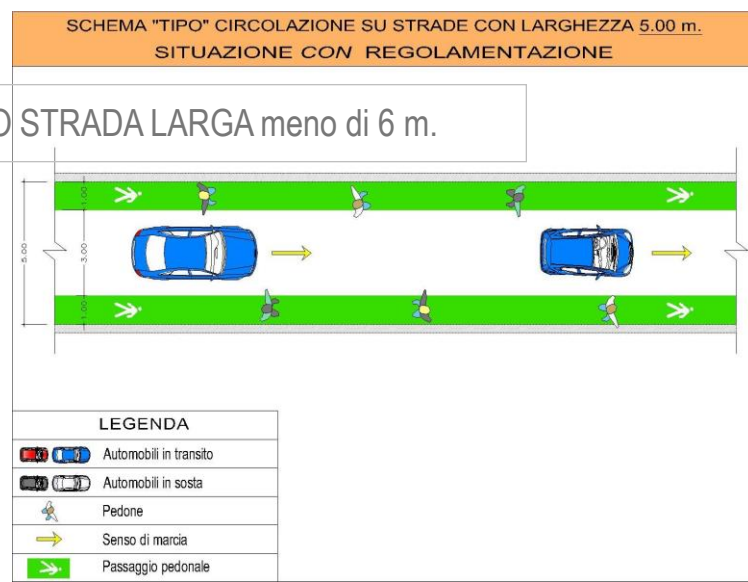 SCHEMA "TIPO" CIRCOLAZIONE SU STRADE CON LARGHEZZA 5.00 m.
SITUAZIONE CON REGOLAMENTAZIONE
STRADA LARGA meno di 6 m.
1.00
5.00
3.00
1.00
LEGENDA
Automobili in transito
Automobili in sosta
Pedone
Senso di marcia
Passaggio pedonale